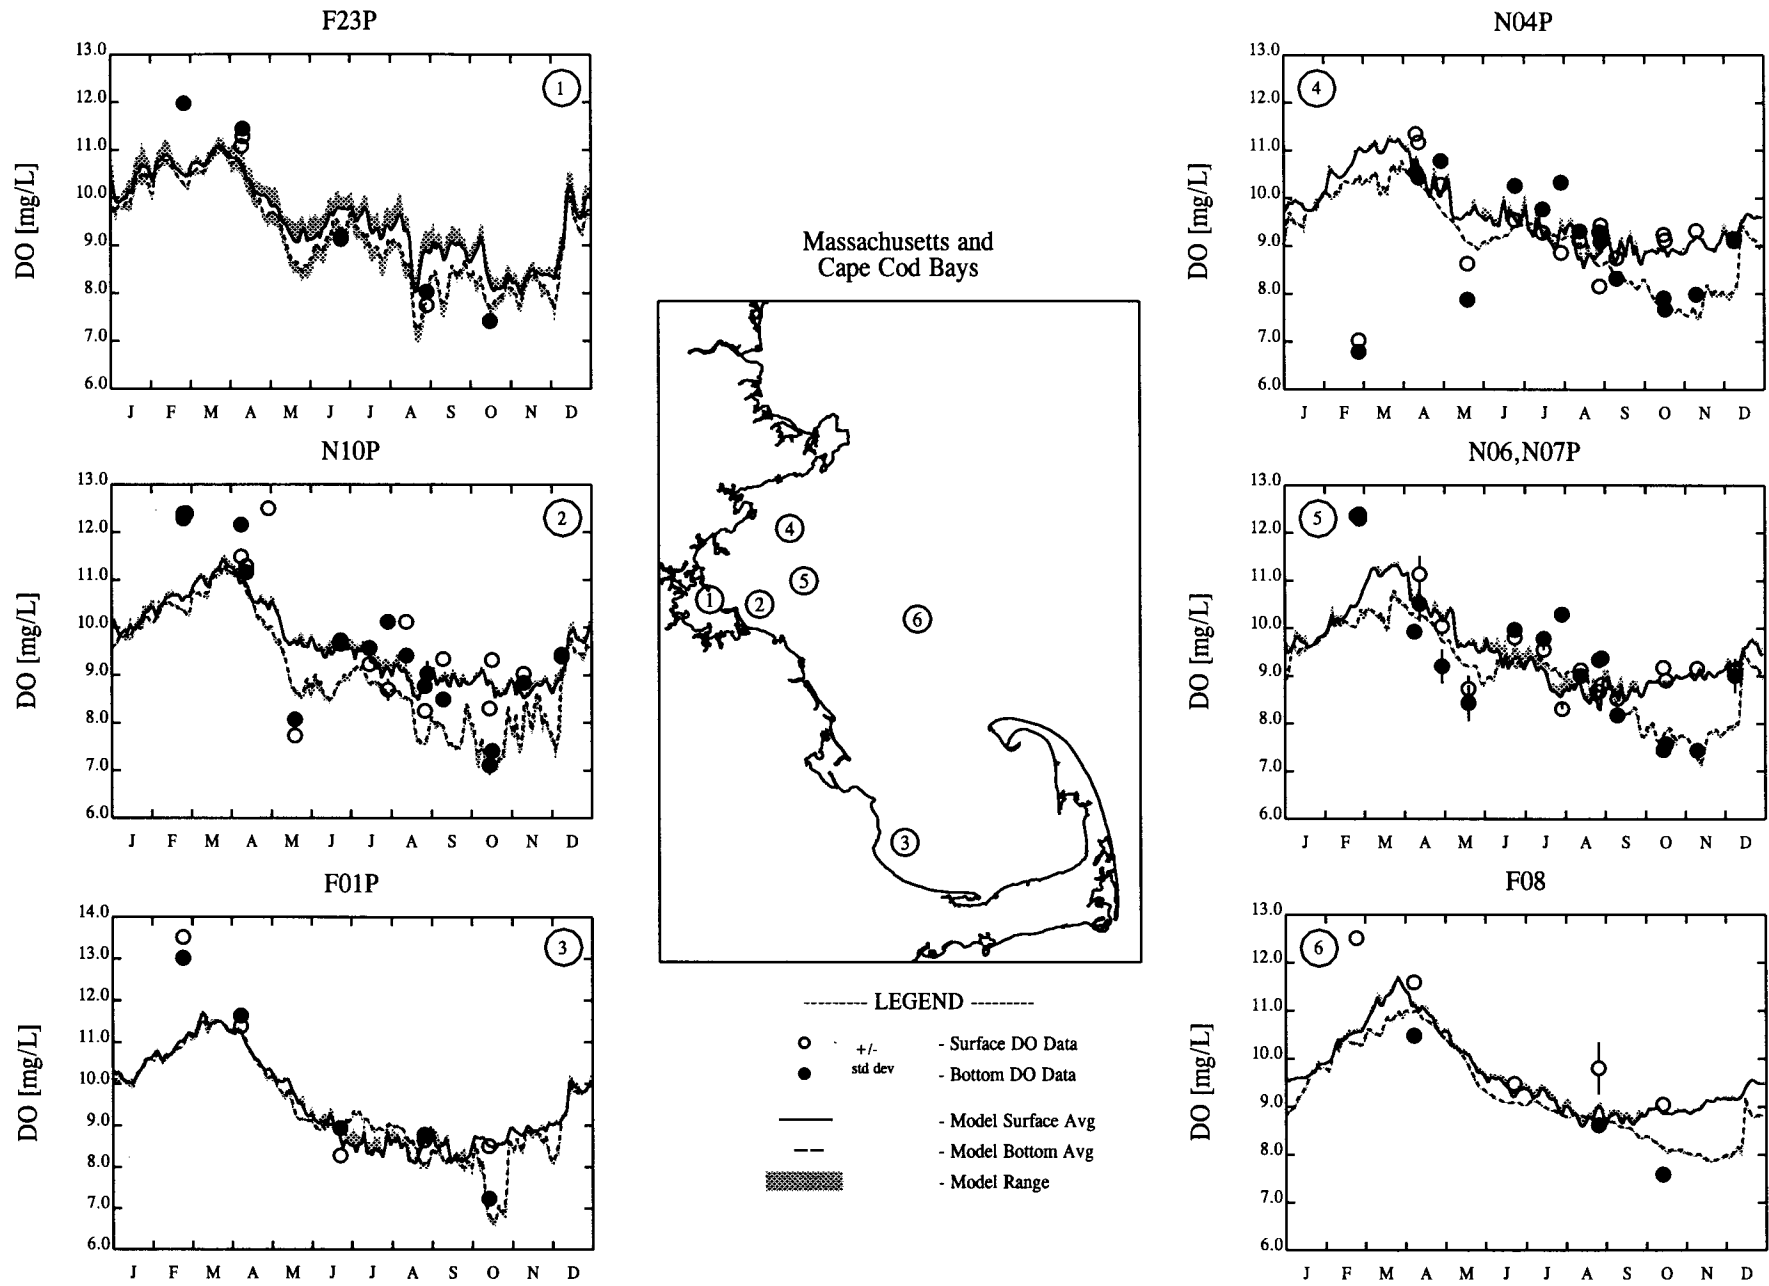 F23P
13.0
12.0
11.0
10.0
9.0
8.0
7.0
6.0
DO [mg/L]
1
J F M A M J J A S O N D
N10P
13.0
12.0
11.0
10.0
9.0
8.0
7.0
6.0
DO [mg/L]
2
J F M A M J J A S O N D
F01P
14.0
13.0
12.0
11.0
10.0
9.0
8.0
7.0
6.0
DO [mg/L]
3
J F M A M J J A S O N D
Massachusetts and
Cape Cod Bays
4
5
1
2
6
3
--------- LEGEND ---------
+/-
std dev
- Surface DO Data
- Bottom DO Data
- Model Surface Avg
- Model Bottom Avg
- Model Range
N04P
13.0
12.0
11.0
10.0
9.0
8.0
7.0
6.0
DO [mg/L]
4
J F M A M J J A S O N D
N06,N07P
13.0
12.0
11.0
10.0
9.0
8.0
7.0
6.0
DO [mg/L]
5
J F M A M J J A S O N D
F08
13.0
12.0
11.0
10.0
9.0
8.0
7.0
6.0
DO [mg/L]
6
J F M A M J J A S O N D